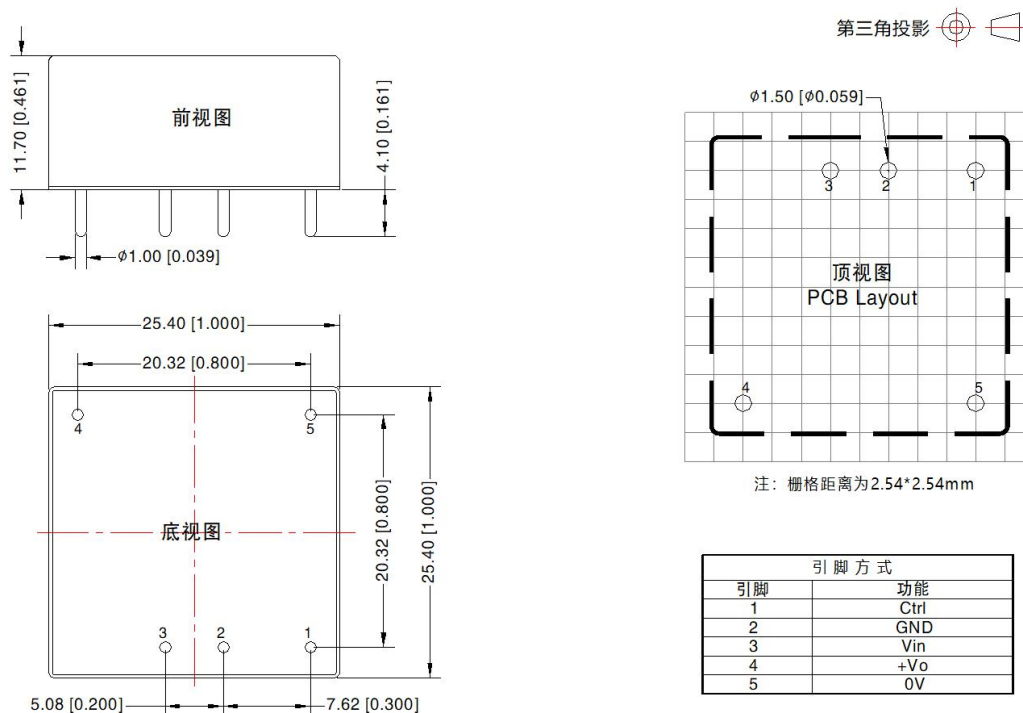 第三角投影
11.70 [0.461]
前视图
4.10 [0.161]
φ1.00 [0.039]
φ1.50 [φ0.059]
3
2
1
顶视图
PCB Layout
4
5
注：栅格距离为2.54*2.54mm
25.40 [1.000]
20.32 [0.800]
4
5
底视图
20.32 [0.800]
25.40 [1.000]
3
2
1
5.08 [0.200]
7.62 [0.300]
引脚方式
引脚 功能
1 Ctrl
2 GND
3 Vin
4 +Vo
5 0V